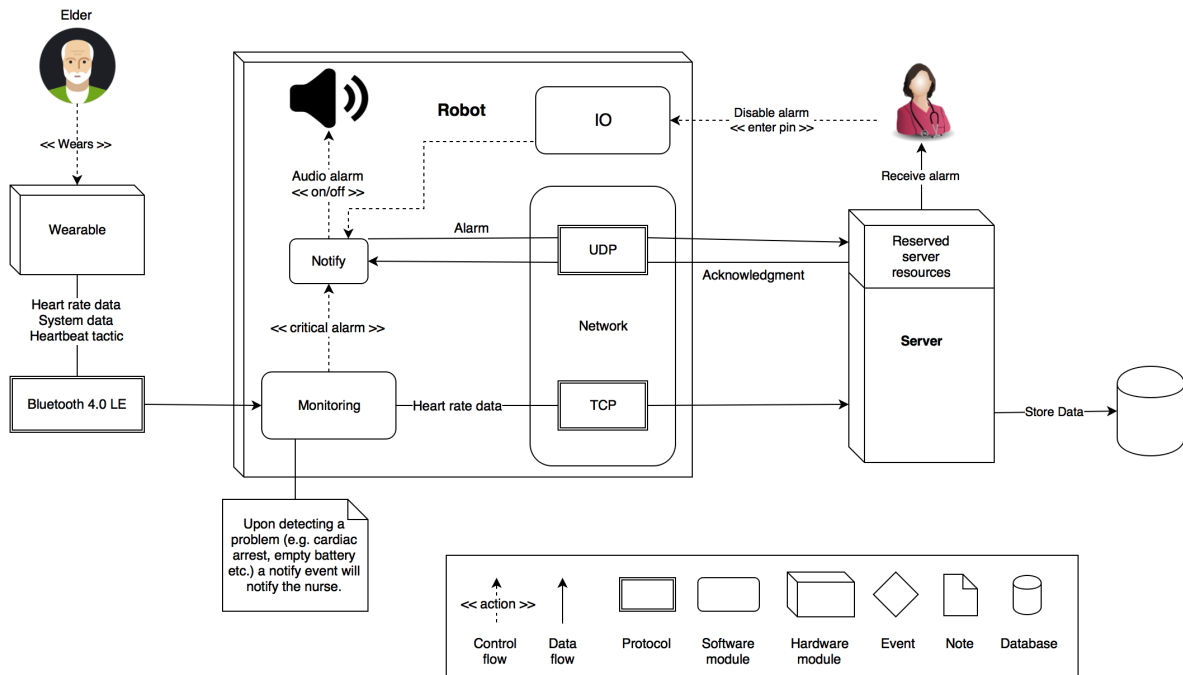 Elder
<< Wears >>
Wearable
Heart rate data
System data
Heartbeat tactic
Bluetooth 4.0 LE
Robot
IO
Audio alarm
<< on/off >>
Disable alarm
<< enter pin >>
Receive alarm
Alarm
UDP
Notify
Acknowledgment
Reserved
server
resources
<< critical alarm >>
Network
Server
Monitoring
Heart rate data
TCP
Store Data
Upon detecting a
problem (e.g. cardiac
arrest, empty battery
etc.) a notify event will
notify the nurse.
<< action >>
Control
flow
Data
flow
Protocol
Software
module
Hardware
module
Event
Note
Database